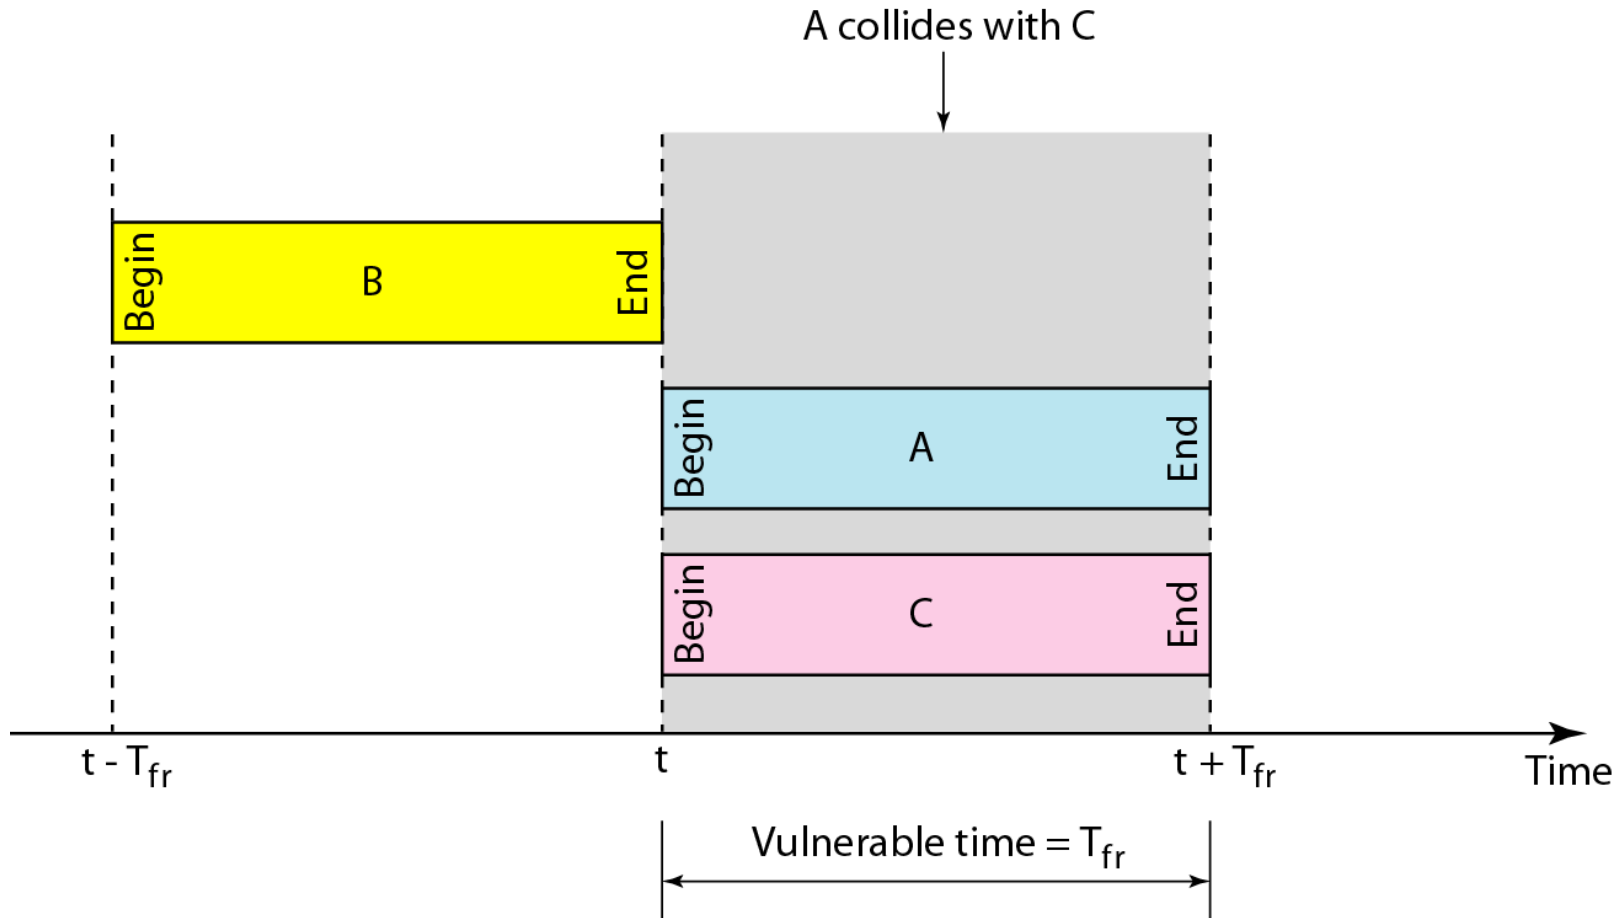 A collides with C
Begin B End
Begin A End
Begin C End
t - Tfr t t + Tfr
Time
Vulnerable time = Tfr